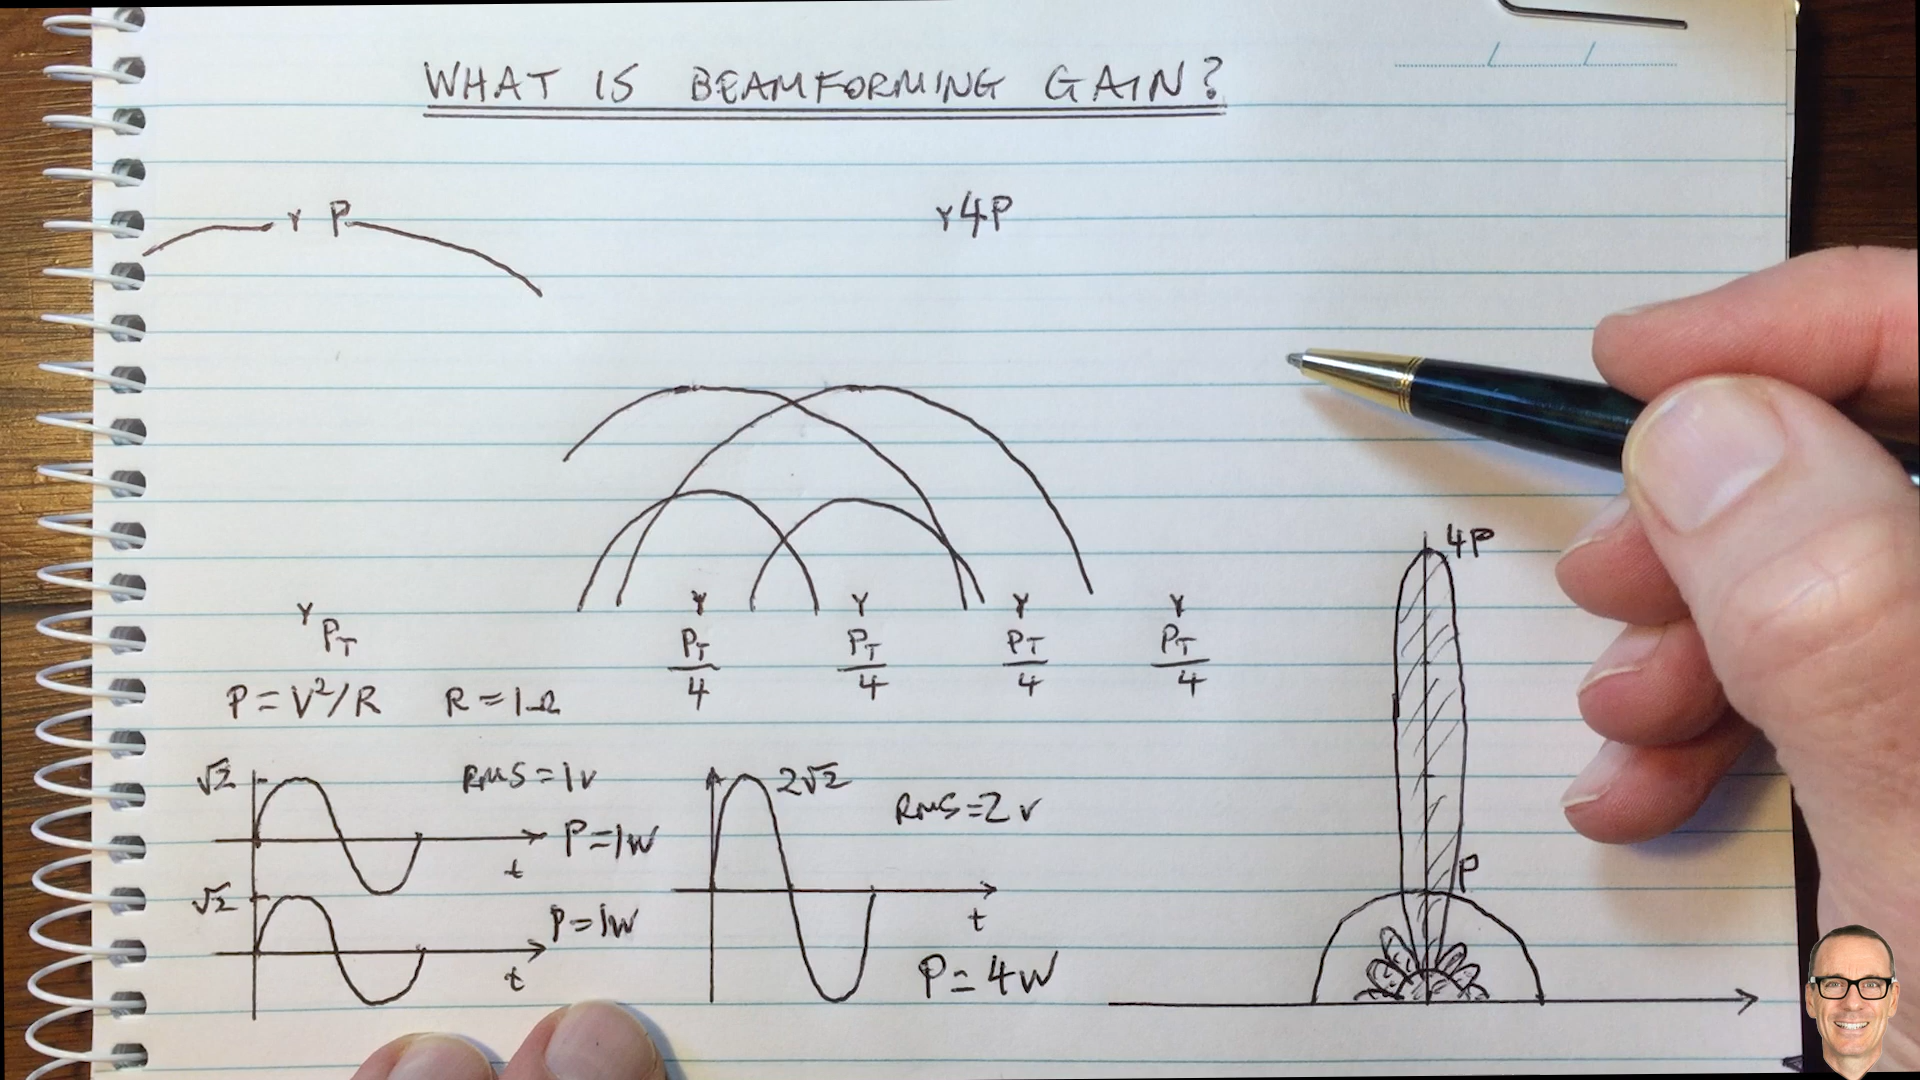 WHAT IS BEAMFORMING GAIN?
P
4P
4P
P_T
P_T/4 P_T/4 P_T/4 P_T/4
P = V²/R R = 1Ω
√2 RMS = 1V
P = 1W
t
√2
P = 1W
t
2√2
RMS = 2V
t
P = 4W
P